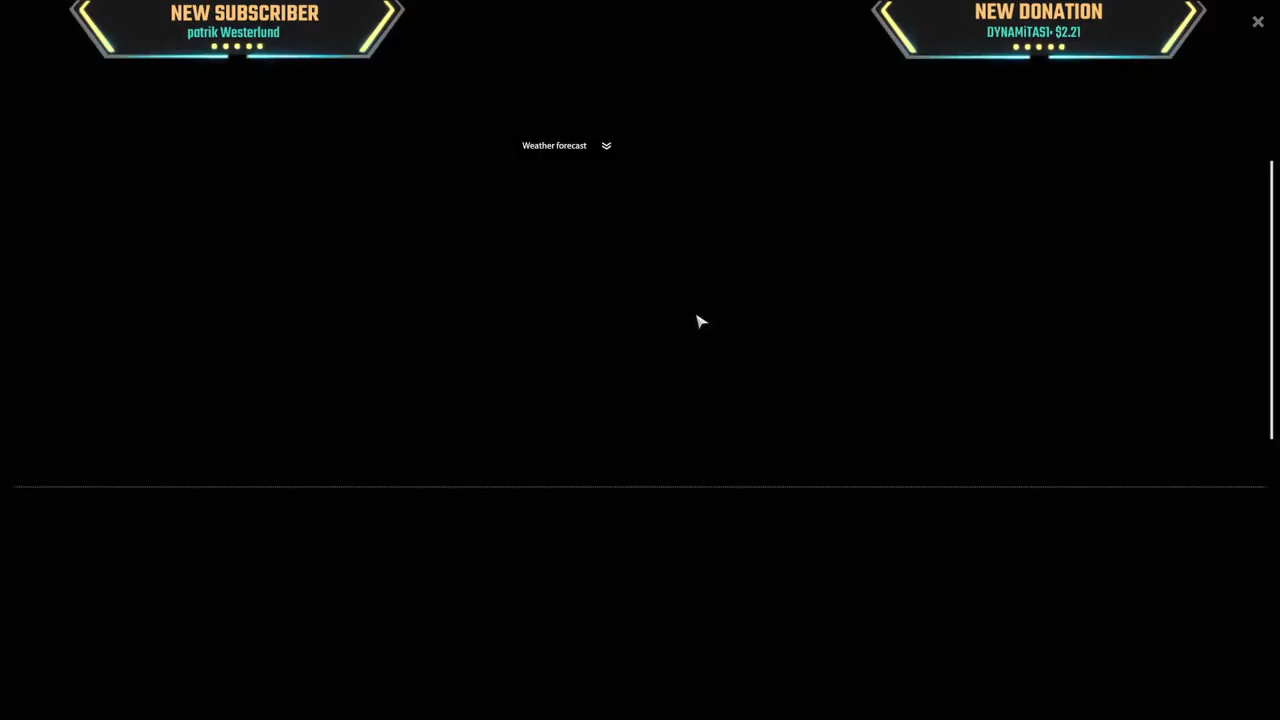 NEW SUBSCRIBER
patrik Westerlund
NEW DONATION
DYNAMiTAS1• $2.21
Weather forecast